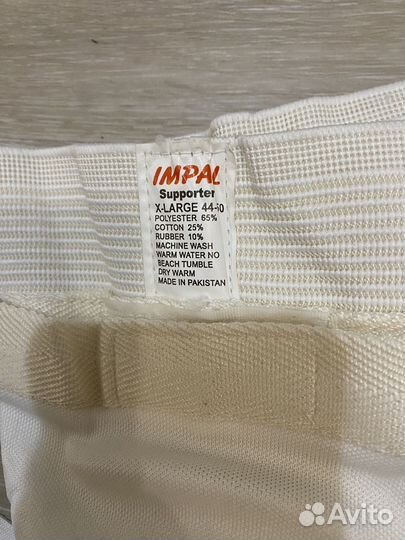 IMPAL
Supporter
X-LARGE 44-50
POLYESTER 65%
COTTON 25%
RUBBER 10%
MACHINE WASH
WARM WATER NO
BEACH TUMBLE
DRY WARM
MADE IN PAKISTAN
Avito